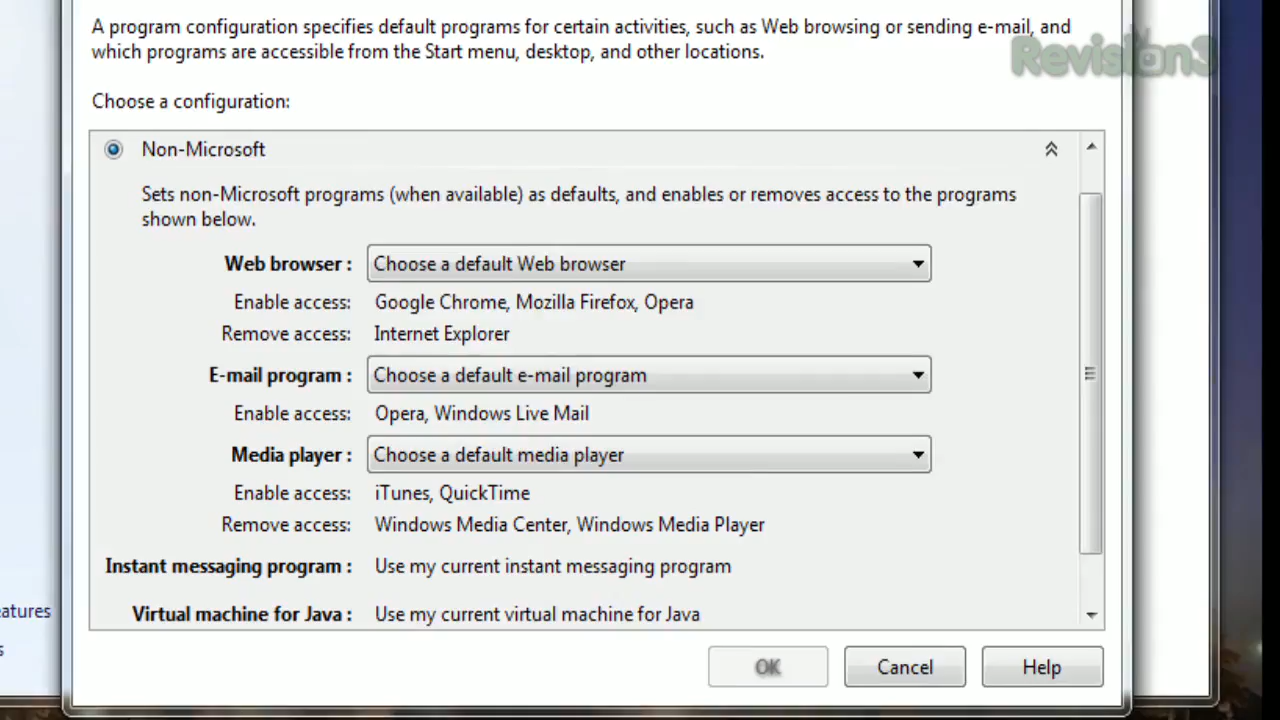 A program configuration specifies default programs for certain activities, such as Web browsing or sending e-mail, and
which programs are accessible from the Start menu, desktop, and other locations.
Revision3
Choose a configuration:
Non-Microsoft
Sets non-Microsoft programs (when available) as defaults, and enables or removes access to the programs
shown below.
Web browser : Choose a default Web browser
Enable access: Google Chrome, Mozilla Firefox, Opera
Remove access: Internet Explorer
E-mail program : Choose a default e-mail program
Enable access: Opera, Windows Live Mail
Media player : Choose a default media player
Enable access: iTunes, QuickTime
Remove access: Windows Media Center, Windows Media Player
Instant messaging program : Use my current instant messaging program
eatures
Virtual machine for Java : Use my current virtual machine for Java
s
OK Cancel Help